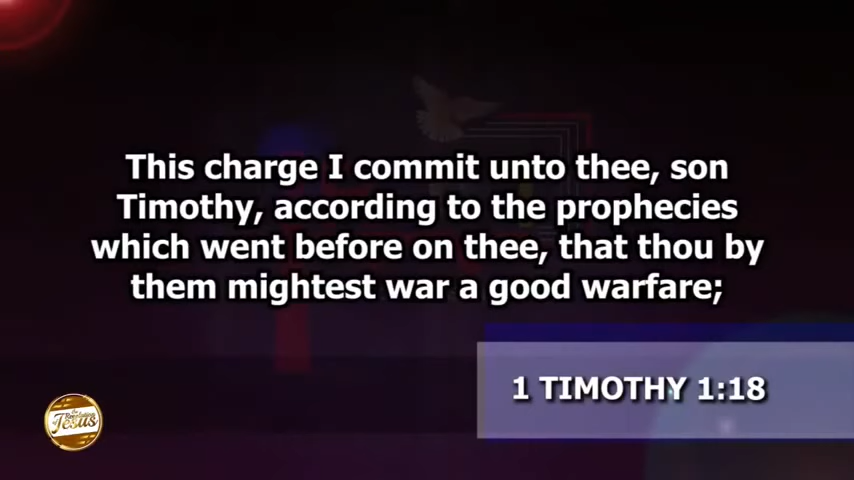 This charge I commit unto thee, son
Timothy, according to the prophecies
which went before on thee, that thou by
them mightest war a good warfare;
1 TIMOTHY 1:18
Jesus